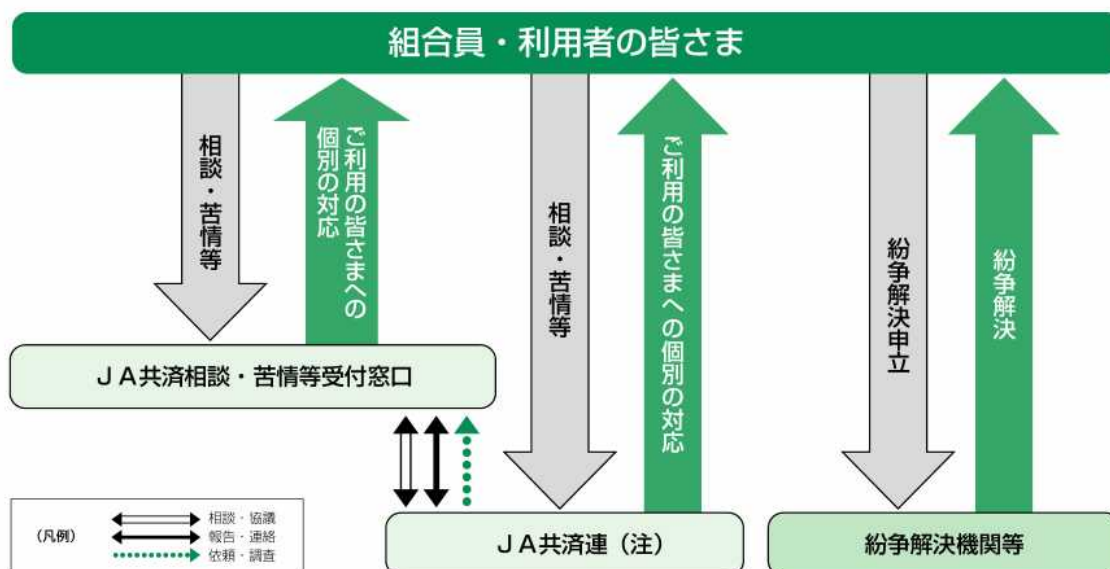 組合員・利用者の皆さま
相談・苦情等
ご利用の皆さまへの
個別の対応
相談・苦情等
ご利用の皆さまへの個別の対応
紛争解決申立
紛争解決
ＪＡ共済相談・苦情等受付窓口
（凡例）
相談・協議
報告・連絡
依頼・調査
ＪＡ共済連（注）
紛争解決機関等